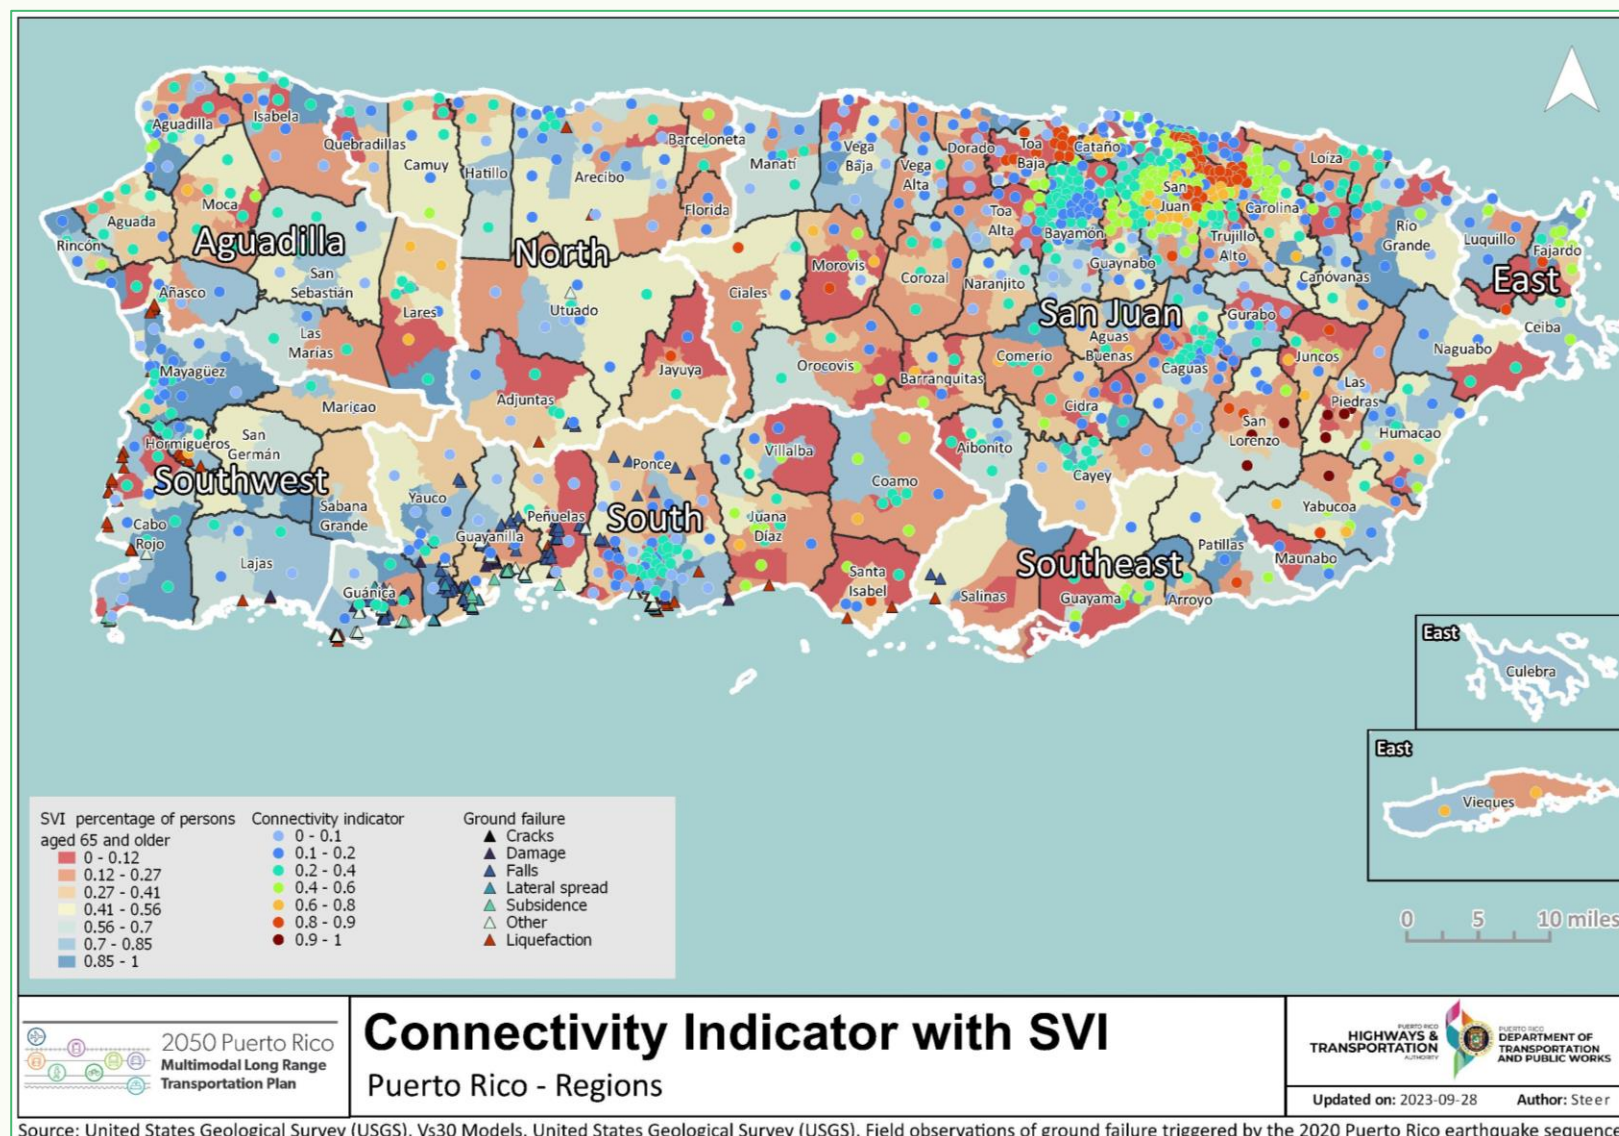 Aguadilla
Isabela
Quebradillas
Camuy
Hatillo
Arecibo
Barceloneta
Manatí
Vega
Baja
Vega
Alta
Dorado
Toa
Baja
Cataño
San
Juan
Loíza
Carolina
Moca
Aguada
Rincón
Aguadilla
North
Florida
Toa
Alta
Bayamón
Guaynabo
Trujillo
Alto
Río
Grande
Luquillo
Fajardo
East
Canóvanas
Ceiba
Añasco
San
Sebastián
Lares
Utuado
Ciales
Morovis
Corozal
Naranjito
San Juan
Gurabo
Las
Marias
Mayagüez
Jayuya
Orocovis
Barranquitas
Comerio
Aguas
Buenas
Caguas
Juncos
Naguabo
Las
Piedras
Maricao
Adjuntas
Cidra
San
Lorenzo
Humacao
Hormigueros
San
Germán
Southwest
Sabana
Grande
Yauco
Ponce
Villalba
Aibonito
Cayey
Coamo
Yabucoa
Cabo
Rojo
Lajas
Guánica
Guayanilla
Peñuelas
South
Juana
Díaz
Santa
Isabel
Salinas
Southeast
Guayama
Patillas
Arroyo
Maunabo
East
Culebra
East
Vieques
SVI percentage of persons
aged 65 and older
0 - 0.12
0.12 - 0.27
0.27 - 0.41
0.41 - 0.56
0.56 - 0.7
0.7 - 0.85
0.85 - 1
Connectivity indicator
0 - 0.1
0.1 - 0.2
0.2 - 0.4
0.4 - 0.6
0.6 - 0.8
0.8 - 0.9
0.9 - 1
Ground failure
Cracks
Damage
Falls
Lateral spread
Subsidence
Other
Liquefaction
0 5 10 miles
2050 Puerto Rico
Multimodal Long Range
Transportation Plan
Connectivity Indicator with SVI
Puerto Rico - Regions
PUERTO RICO
HIGHWAYS &
TRANSPORTATION
AUTHORITY
PUERTO RICO
DEPARTMENT OF
TRANSPORTATION
AND PUBLIC WORKS
Updated on: 2023-09-28 Author: Steer
Source: United States Geological Survey (USGS), Vs30 Models, United States Geological Survey (USGS), Field observations of ground failure triggered by the 2020 Puerto Rico earthquake sequence